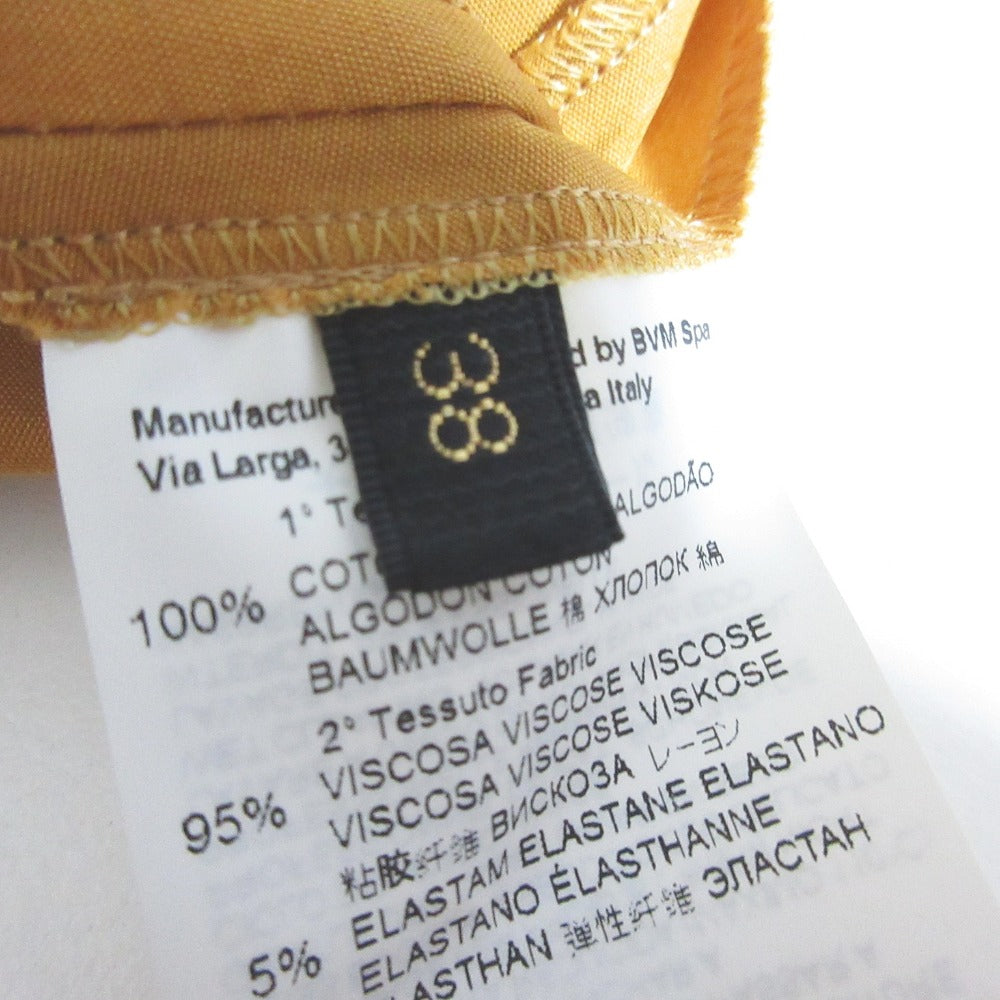 38
Manufactur d by BVM Spa
Via Larga, 3 a Italy
1° Te
COT ALGODÃO
100% ALGODON COTON
BAUMWOLLE 棉 ХЛОПОК 綿
2° Tessuto Fabric
VISCOSA VISCOSE VISCOSE
95% VISCOSA VISCOSE VISKOSE
粘胶纤维 ВИСКОЗА レーヨン
ELASTAM ELASTANE ELASTANO
5% ELASTANO ÉLASTHANNE
ELASTHAN 弹性纤维 ЭЛАСТАН